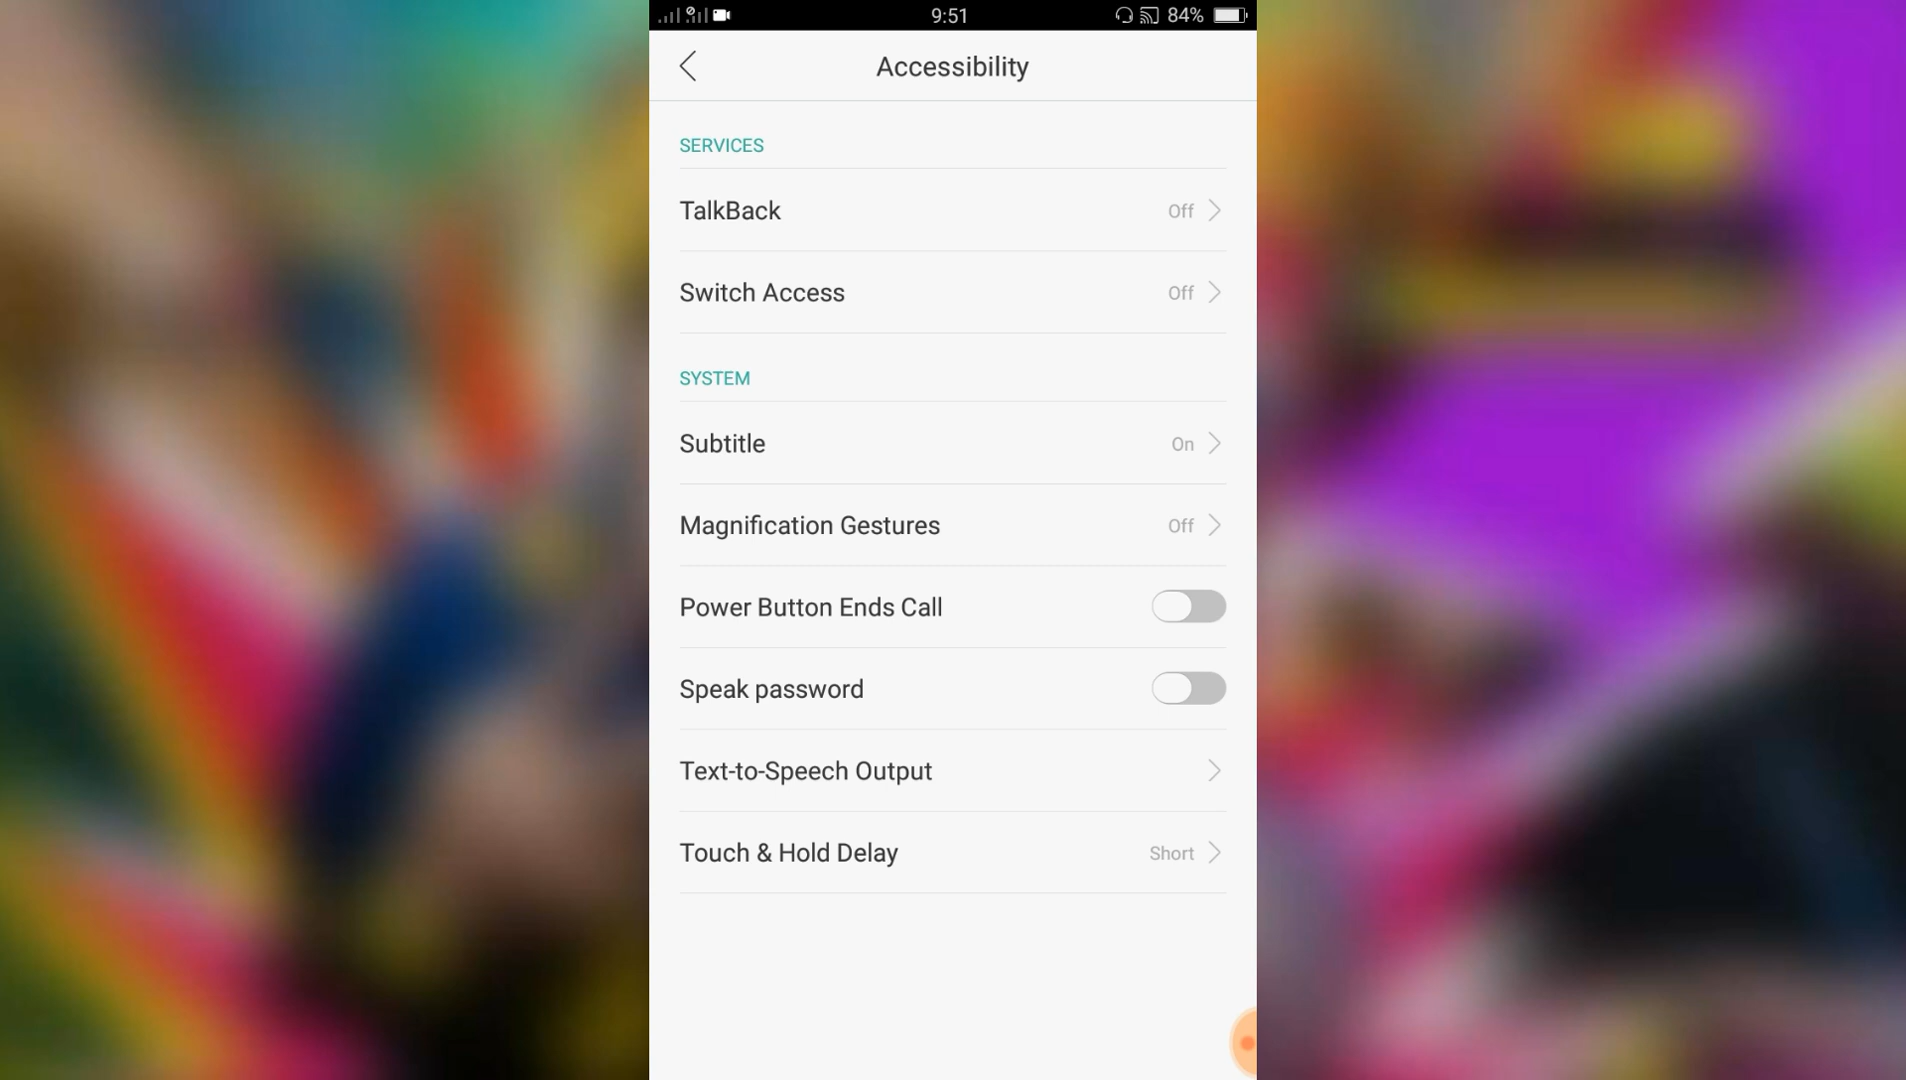 9:51
84%
Accessibility
SERVICES
TalkBack Off
Switch Access Off
SYSTEM
Subtitle On
Magnification Gestures Off
Power Button Ends Call
Speak password
Text-to-Speech Output
Touch & Hold Delay Short